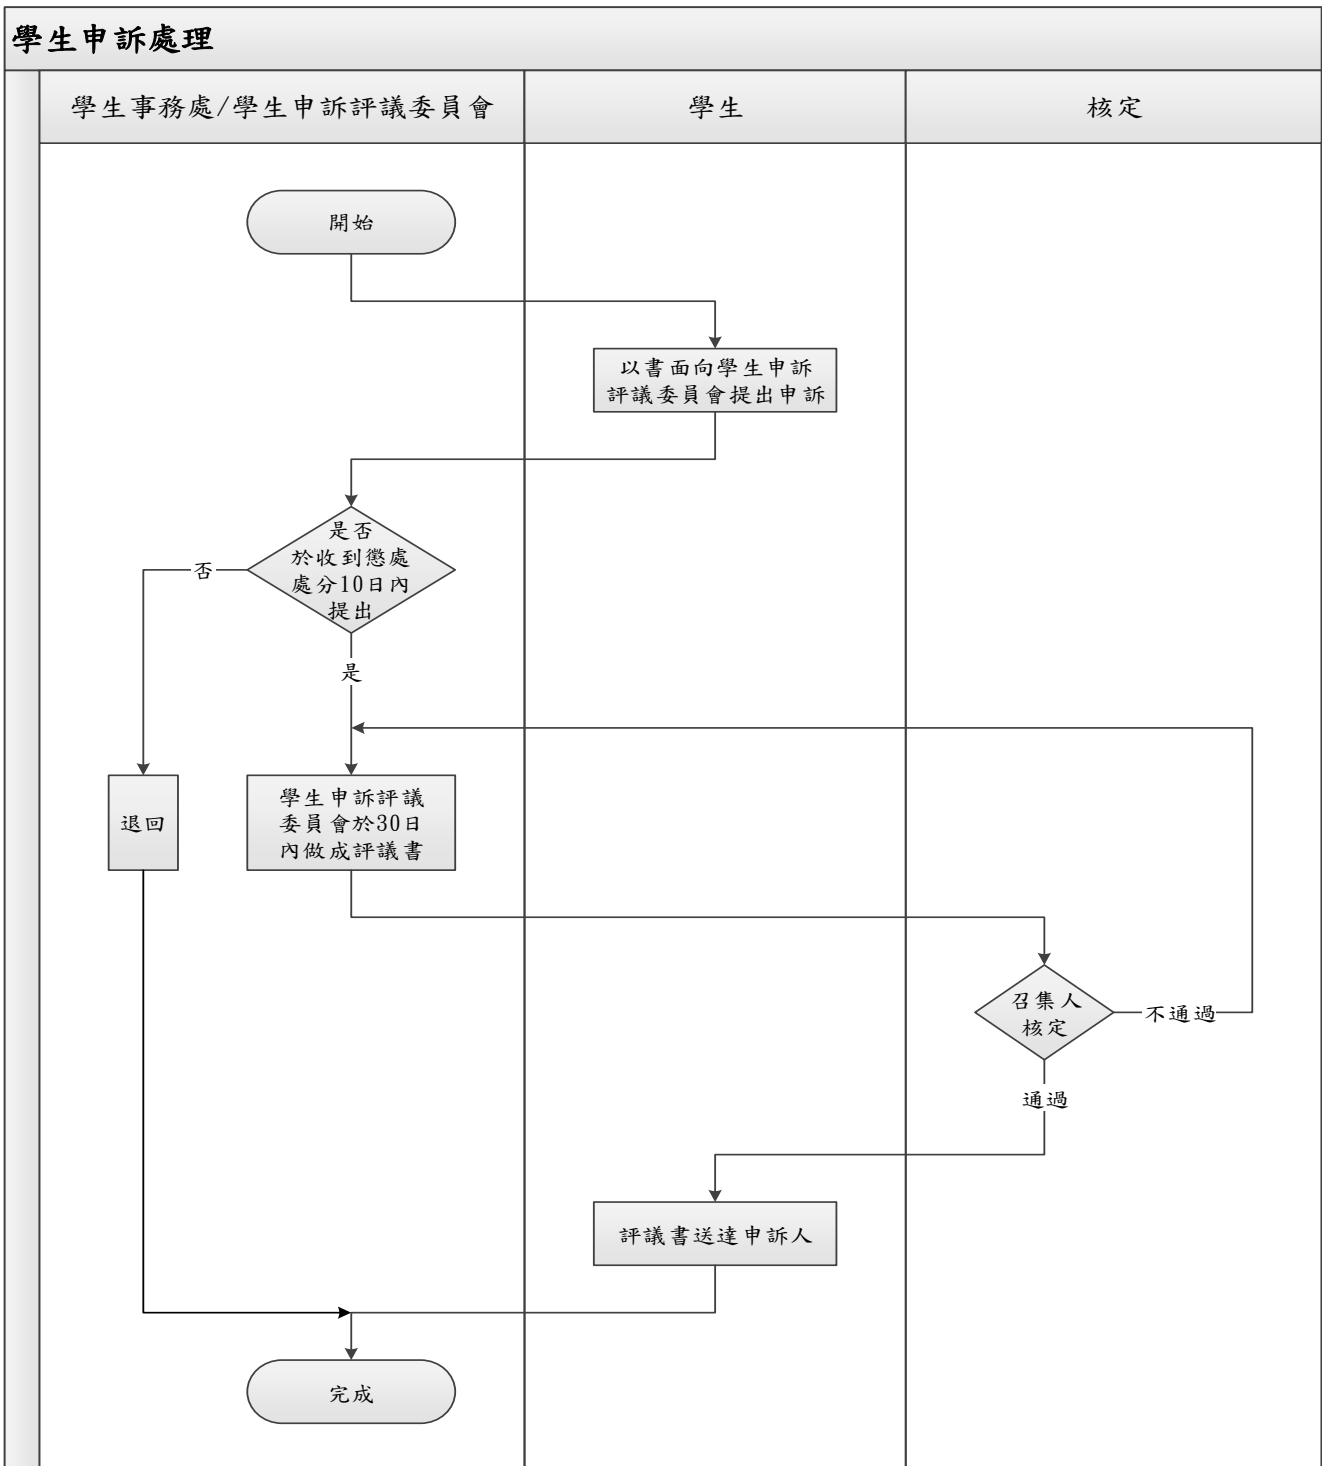 學生申訴處理
學生事務處/學生申訴評議委員會
學生
核定
開始
以書面向學生申訴
評議委員會提出申訴
是否
於收到懲處
處分10日內
提出
否
是
退回
學生申訴評議
委員會於30日
內做成評議書
召集人
核定
不通過
通過
評議書送達申訴人
完成